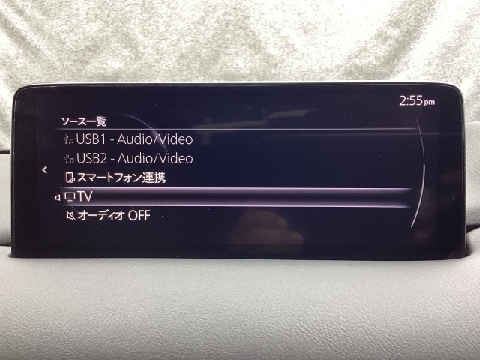 2:55pm
ソース一覧
USB1 - Audio/Video
USB2 - Audio/Video
スマートフォン連携
TV
オーディオ OFF